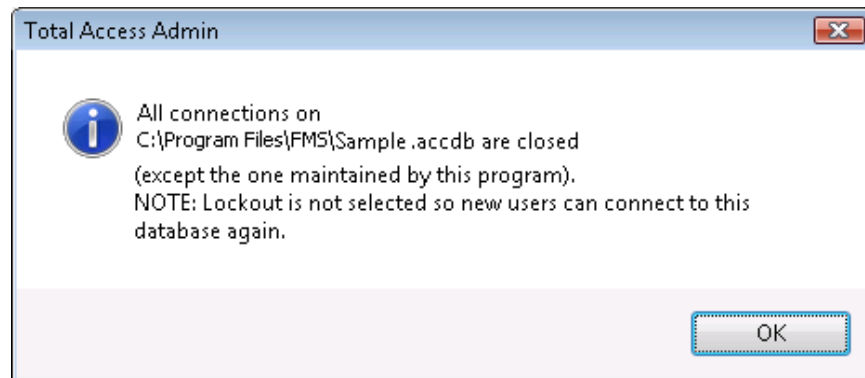 Total Access Admin
All connections on
C:\Program Files\FMS\Sample .accdb are closed
(except the one maintained by this program).
NOTE: Lockout is not selected so new users can connect to this
database again.
OK